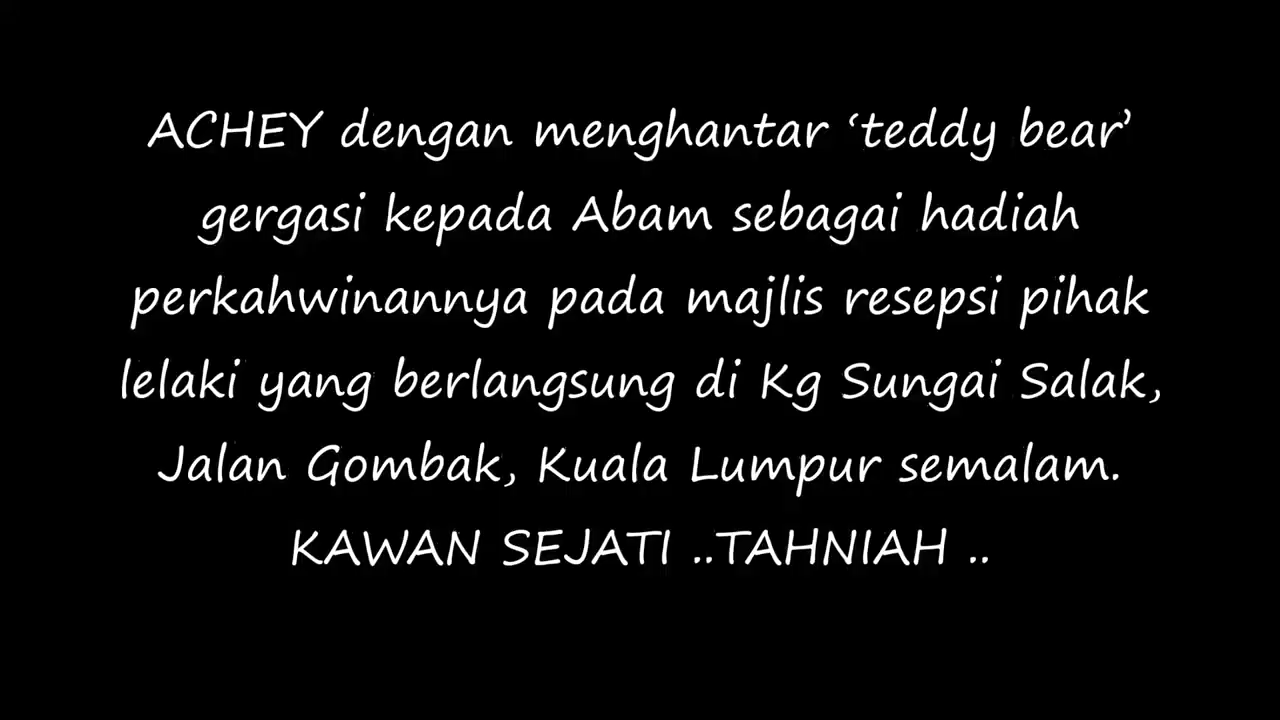 ACHEY dengan menghantar ‘teddy bear’
gergasi kepada Abam sebagai hadiah
perkahwinannya pada majlis resepsi pihak
lelaki yang berlangsung di Kg Sungai Salak,
Jalan Gombak, Kuala Lumpur semalam.
KAWAN SEJATI ..TAHNIAH ..